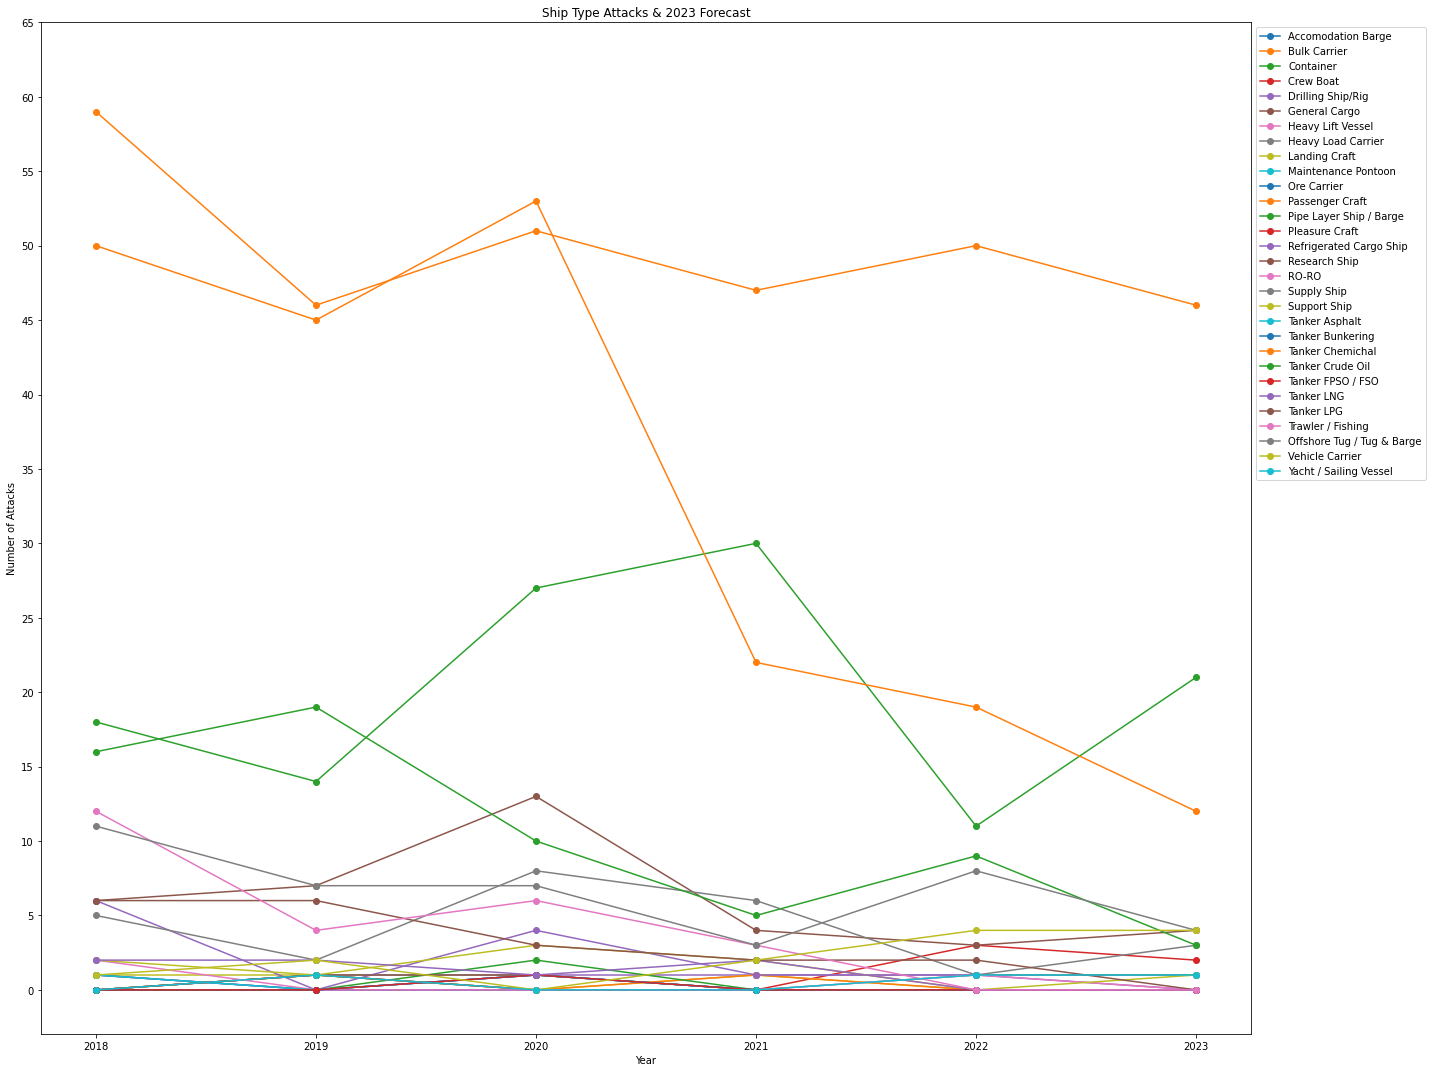 Ship Type Attacks & 2023 Forecast
65
60
55
50
45
40
35
30
25
20
15
10
5
0
Number of Attacks
2018 2019 2020 2021 2022 2023
Year
Accomodation Barge
Bulk Carrier
Container
Crew Boat
Drilling Ship/Rig
General Cargo
Heavy Lift Vessel
Heavy Load Carrier
Landing Craft
Maintenance Pontoon
Ore Carrier
Passenger Craft
Pipe Layer Ship / Barge
Pleasure Craft
Refrigerated Cargo Ship
Research Ship
RO-RO
Supply Ship
Support Ship
Tanker Asphalt
Tanker Bunkering
Tanker Chemichal
Tanker Crude Oil
Tanker FPSO / FSO
Tanker LNG
Tanker LPG
Trawler / Fishing
Offshore Tug / Tug & Barge
Vehicle Carrier
Yacht / Sailing Vessel